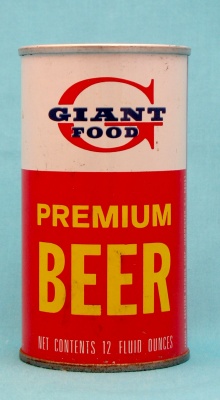 G
GIANT
FOOD
PREMIUM
BEER
NET CONTENTS 12 FLUID OUNCES